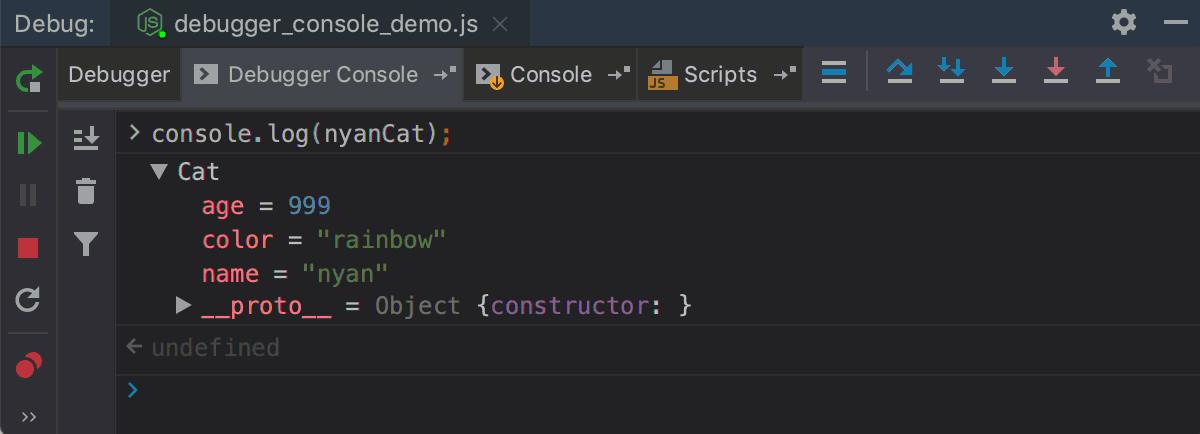 Debug: debugger_console_demo.js
Debugger Debugger Console Console Scripts
JS
> console.log(nyanCat);
Cat
age = 999
color = "rainbow"
name = "nyan"
__proto__ = Object {constructor: }
undefined